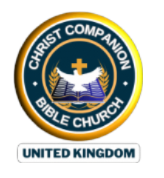 CHRIST COMPANION
BIBLE CHURCH
UNITED KINGDOM